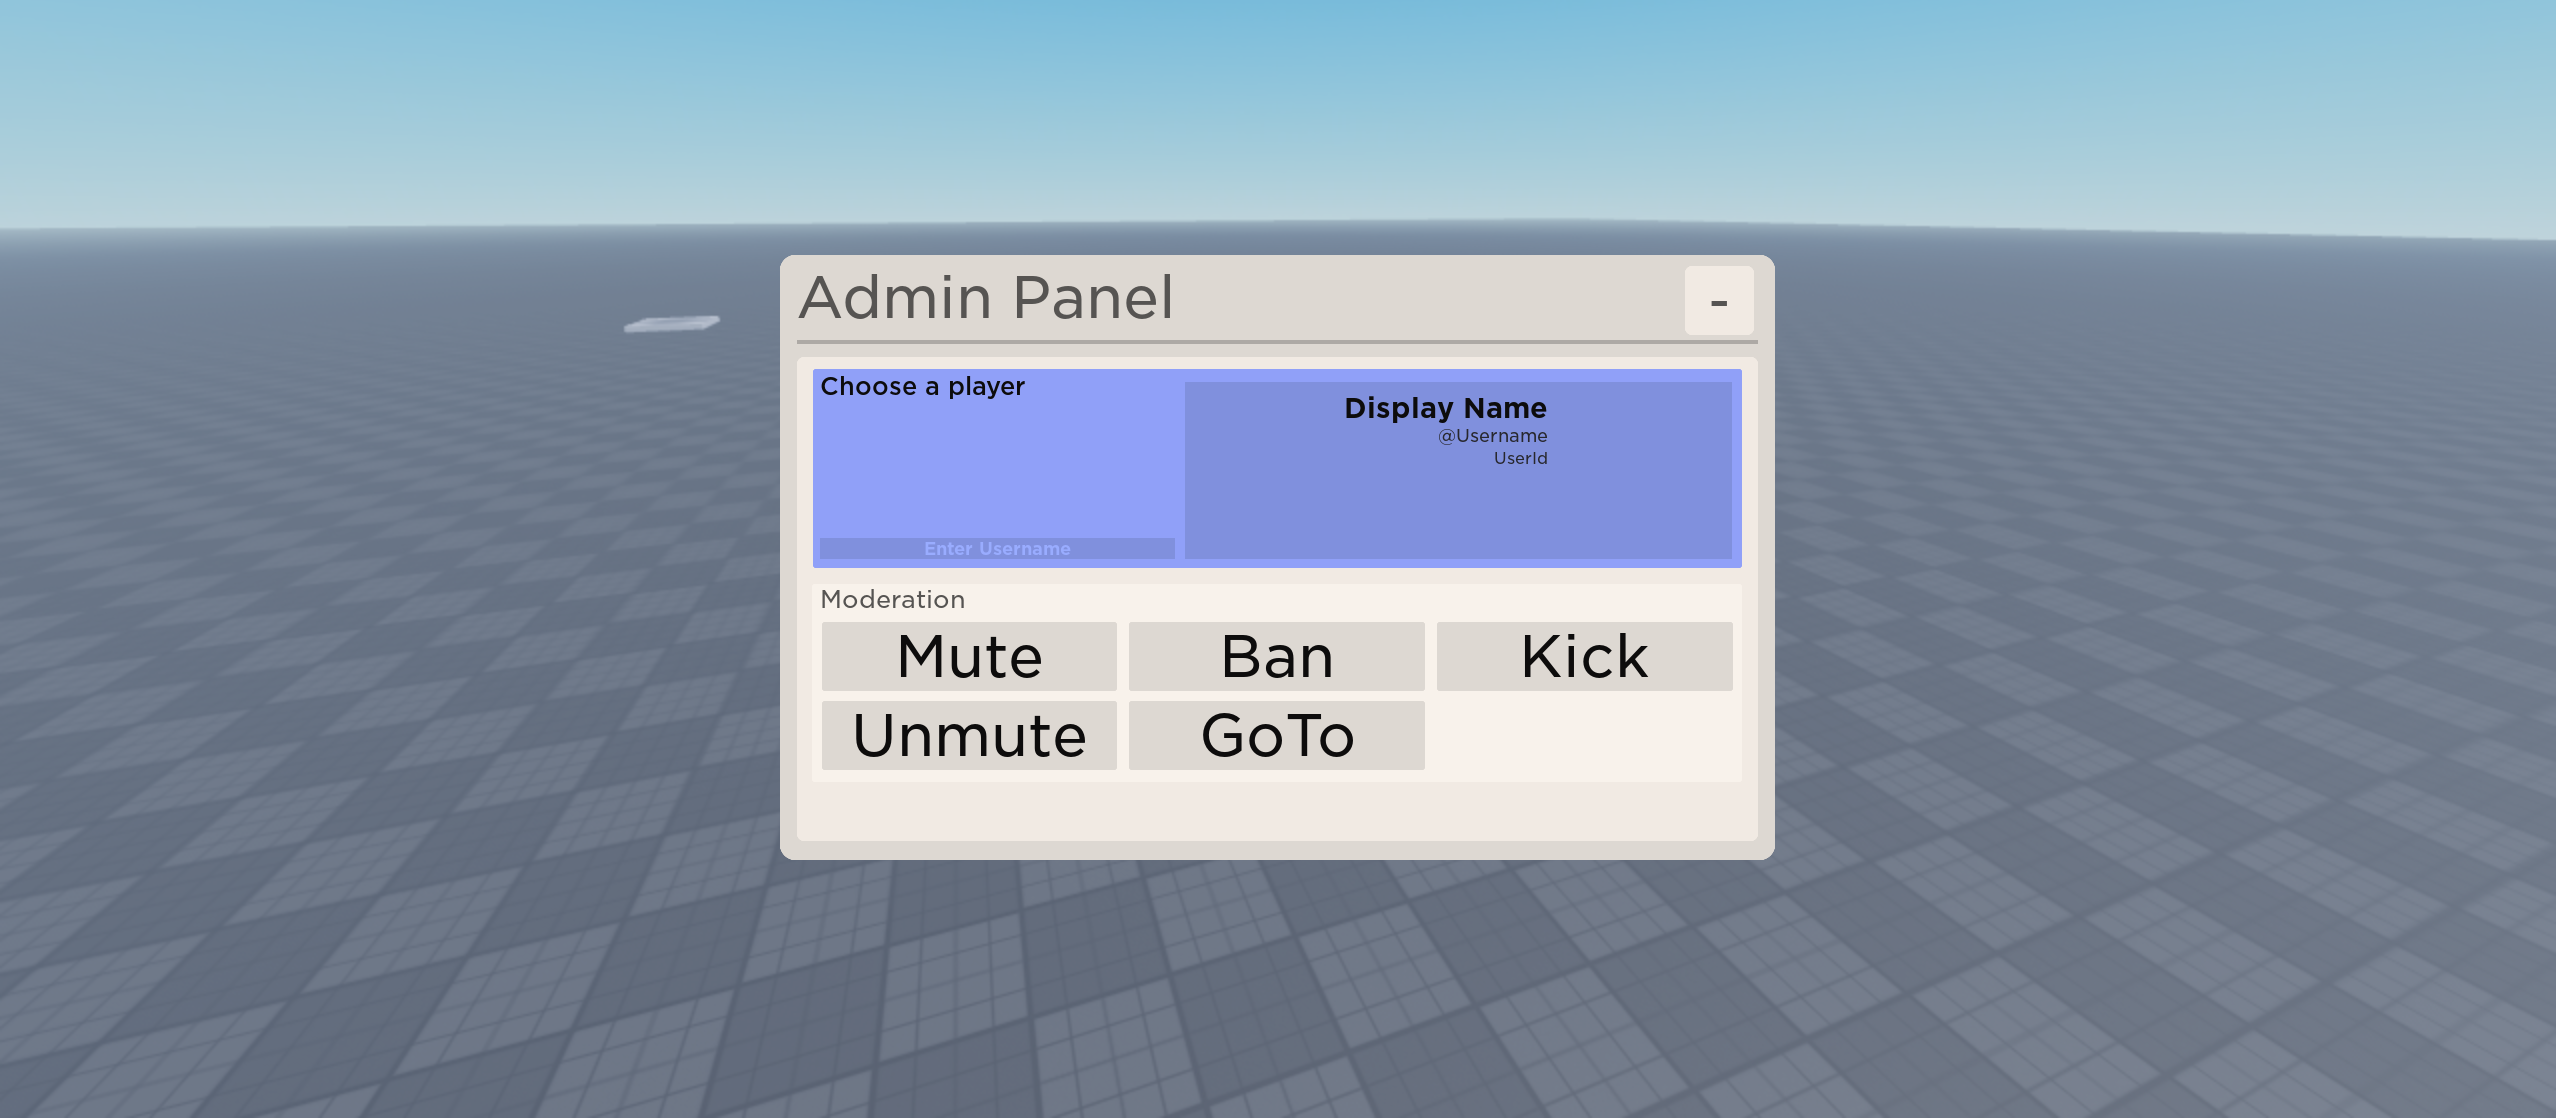 Admin Panel
-
Choose a player
Display Name
@Username
UserId
Enter Username
Moderation
Mute
Ban
Kick
Unmute
GoTo